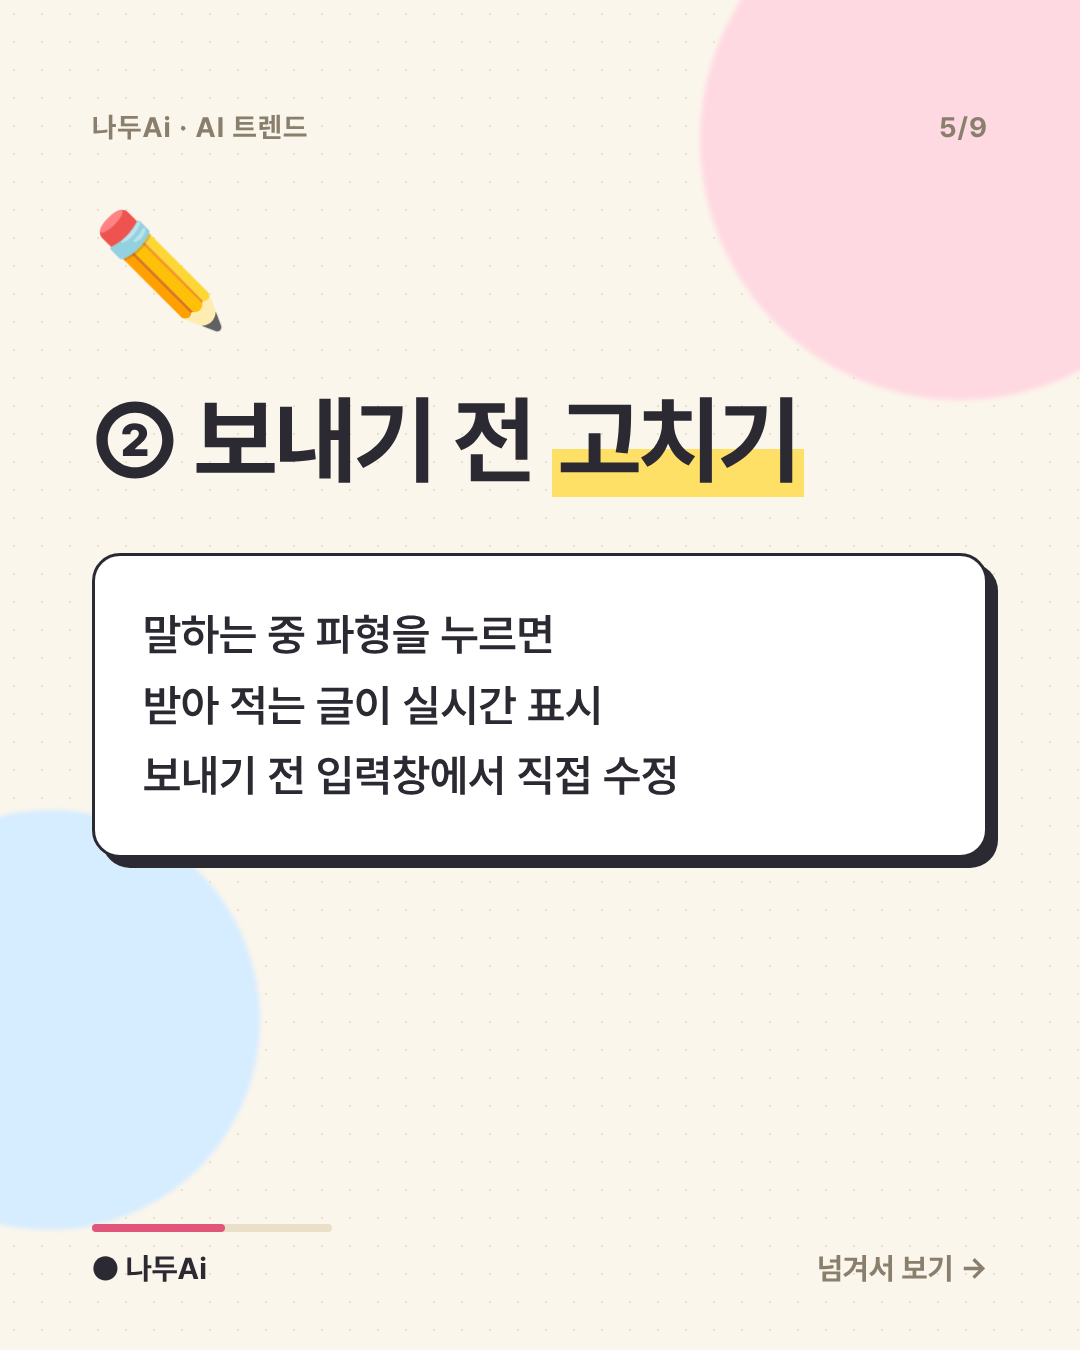 나두Ai · AI 트렌드
5/9
② 보내기 전 고치기
말하는 중 파형을 누르면
받아 적는 글이 실시간 표시
보내기 전 입력창에서 직접 수정
● 나두Ai
넘겨서 보기 →